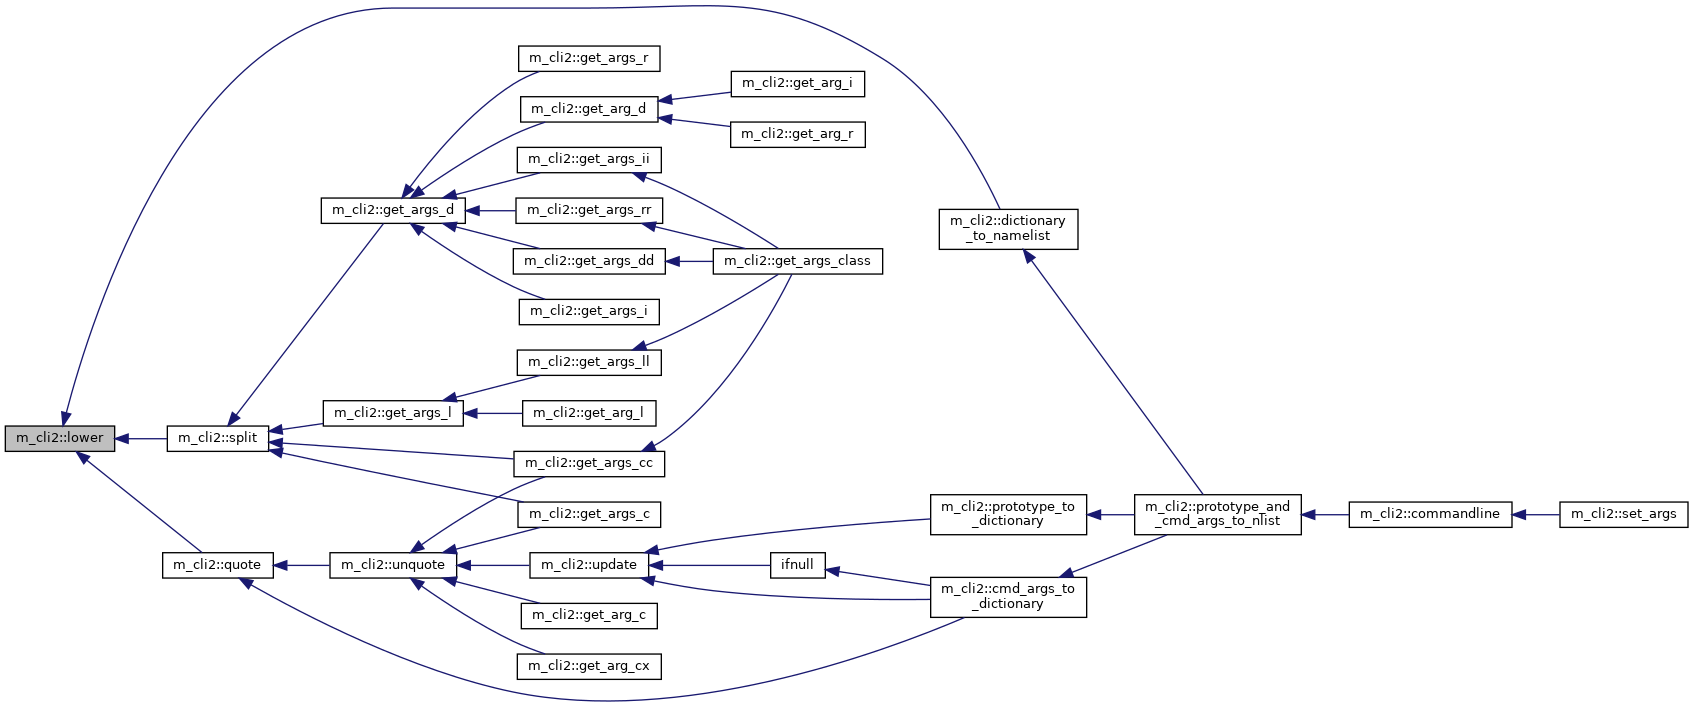 m_cli2::get_args_r
m_cli2::get_arg_i
m_cli2::get_arg_d
m_cli2::get_arg_r
m_cli2::get_args_ii
m_cli2::get_args_d
m_cli2::get_args_rr
m_cli2::dictionary
_to_namelist
m_cli2::get_args_dd
m_cli2::get_args_class
m_cli2::get_args_i
m_cli2::get_args_ll
m_cli2::get_args_l
m_cli2::get_arg_l
m_cli2::lower
m_cli2::split
m_cli2::get_args_cc
m_cli2::get_args_c
m_cli2::prototype_to
_dictionary
m_cli2::prototype_and
_cmd_args_to_nlist
m_cli2::commandline
m_cli2::set_args
m_cli2::quote
m_cli2::unquote
m_cli2::update
ifnull
m_cli2::cmd_args_to
_dictionary
m_cli2::get_arg_c
m_cli2::get_arg_cx